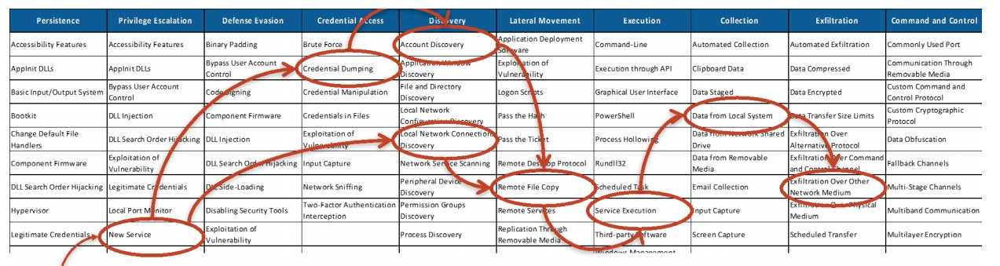 Persistence
Privilege Escalation
Defense Evasion
Credential Access
Discovery
Lateral Movement
Execution
Collection
Exfiltration
Command and Control
Accessibility Features
Accessibility Features
Binary Padding
Brute Force
Account Discovery
Application Deployment
Software
Command-Line
Automated Collection
Automated Exfiltration
Commonly Used Port
AppInit DLLs
AppInit DLLs
Bypass User Account
Control
Credential Dumping
Application Window
Discovery
Exploitation of
Vulnerability
Execution through API
Clipboard Data
Data Compressed
Communication Through
Removable Media
Basic Input/Output System
Bypass User Account
Control
Code Signing
Credential Manipulation
File and Directory
Discovery
Logon Scripts
Graphical User Interface
Data Staged
Data Encrypted
Custom Command and
Control Protocol
Bootkit
DLL Injection
Component Firmware
Credentials in Files
Local Network
Configuration Discovery
Pass the Hash
PowerShell
Data from Local System
Data Transfer Size Limits
Custom Cryptographic
Protocol
Change Default File
Handlers
DLL Search Order Hijacking
DLL Injection
Exploitation of
Vulnerability
Local Network Connections
Discovery
Pass the Ticket
Process Hollowing
Data from Network Shared
Drive
Exfiltration Over
Alternative Protocol
Data Obfuscation
Component Firmware
Exploitation of
Vulnerability
DLL Search Order Hijacking
Input Capture
Network Service Scanning
Remote Desktop Protocol
Rundll32
Data from Removable
Media
Exfiltration Over Command
and Control Channel
Fallback Channels
DLL Search Order Hijacking
Legitimate Credentials
DLL Side-Loading
Network Sniffing
Peripheral Device
Discovery
Remote File Copy
Scheduled Task
Email Collection
Exfiltration Over Other
Network Medium
Multi-Stage Channels
Hypervisor
Local Port Monitor
Disabling Security Tools
Two-Factor Authentication
Interception
Permission Groups
Discovery
Remote Services
Service Execution
Input Capture
Exfiltration Over Physical
Medium
Multiband Communication
Legitimate Credentials
New Service
Exploitation of
Vulnerability
Process Discovery
Replication Through
Removable Media
Third-party Software
Screen Capture
Scheduled Transfer
Multilayer Encryption
Windows Management